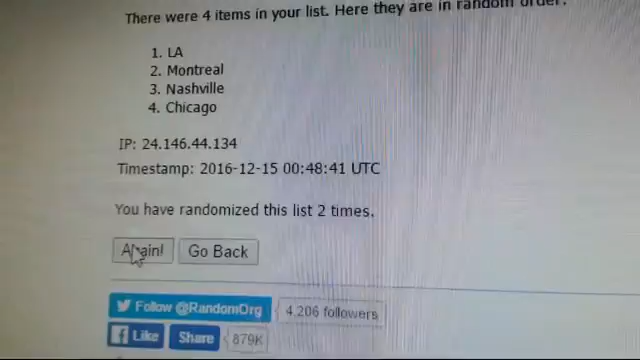 There were 4 items in your list. Here they are in random order:
1. LA
2. Montreal
3. Nashville
4. Chicago
IP: 24.146.44.134
Timestamp: 2016-12-15 00:48:41 UTC
You have randomized this list 2 times.
Again! Go Back
Follow @RandomOrg 4,206 followers
Like Share 879K